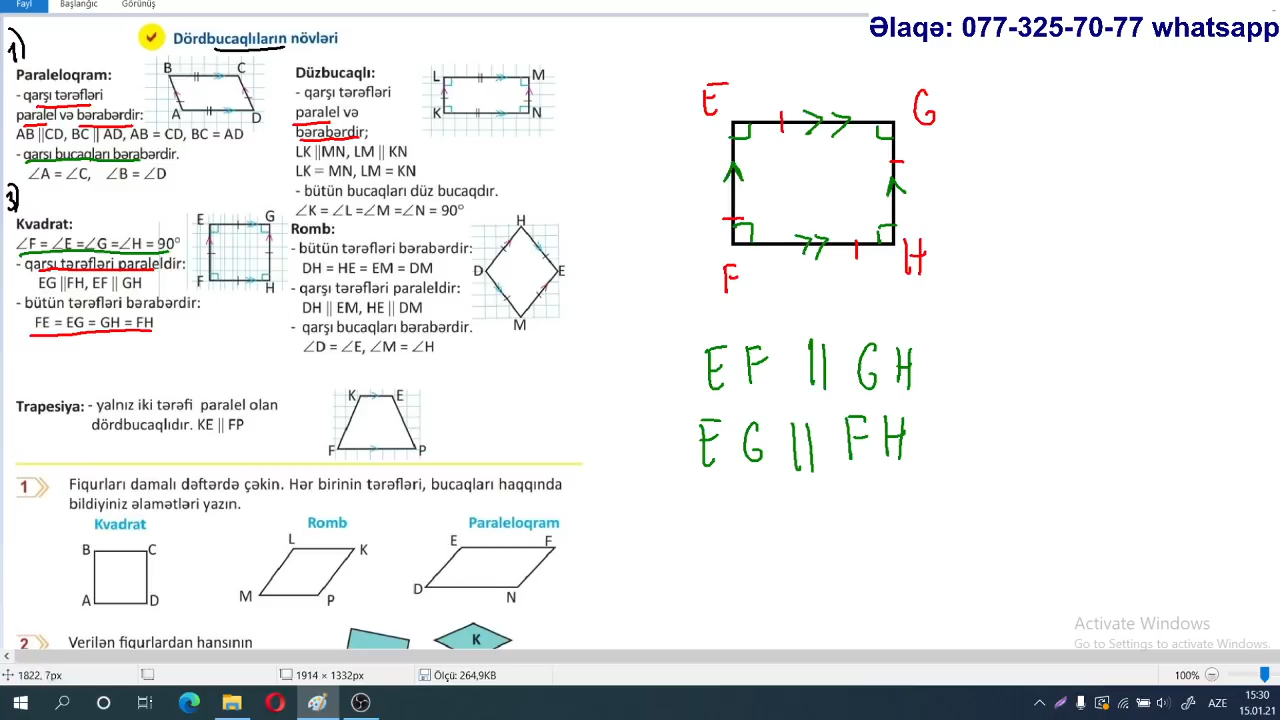 Fayl Başlanğıc Görünüş
Əlaqə: 077-325-70-77 whatsapp
1)
Dördbucaqlıların növləri
Paraleloqram:
- qarşı tərəfləri
paralel və bərabərdir:
AB ||CD, BC || AD, AB = CD, BC = AD
- qarşı bucaqları bərabərdir.
∠A = ∠C, ∠B = ∠D
B C
A D
Düzbucaqlı:
- qarşı tərəfləri
paralel və
bərabərdir;
LK ||MN, LM || KN
LK = MN, LM = KN
- bütün bucaqları düz bucaqdır.
∠K = ∠L =∠M =∠N = 90°
L M
K N
Kvadrat:
∠F = ∠E =∠G =∠H = 90°
- qarşı tərəfləri paraleldir:
EG ||FH, EF || GH
- bütün tərəfləri bərabərdir:
FE = EG = GH = FH
E G
F H
Romb:
- bütün tərəfləri bərabərdir:
DH = HE = EM = DM
- qarşı tərəfləri paraleldir:
DH || EM, HE || DM
- qarşı bucaqları bərabərdir.
∠D = ∠E, ∠M = ∠H
H
D E
M
Trapesiya: - yalnız iki tərəfi paralel olan
dördbucaqlıdır. KE || FP
K E
F P
1 Fiqurları damalı dəftərdə çəkin. Hər birinin tərəfləri, bucaqları haqqında
bildiyiniz əlamətləri yazın.
Kvadrat Romb Paraleloqram
B C
A D
L K
M P
E F
D N
2 Verilən fiqurlardan hansının
K
E G
F H
EF || GH
EG || FH
Activate Windows
Go to Settings to activate Windows.
1822, 7px 1914 × 1332px Ölçü: 264,9KB 100%
AZE 15:30
15.01.21